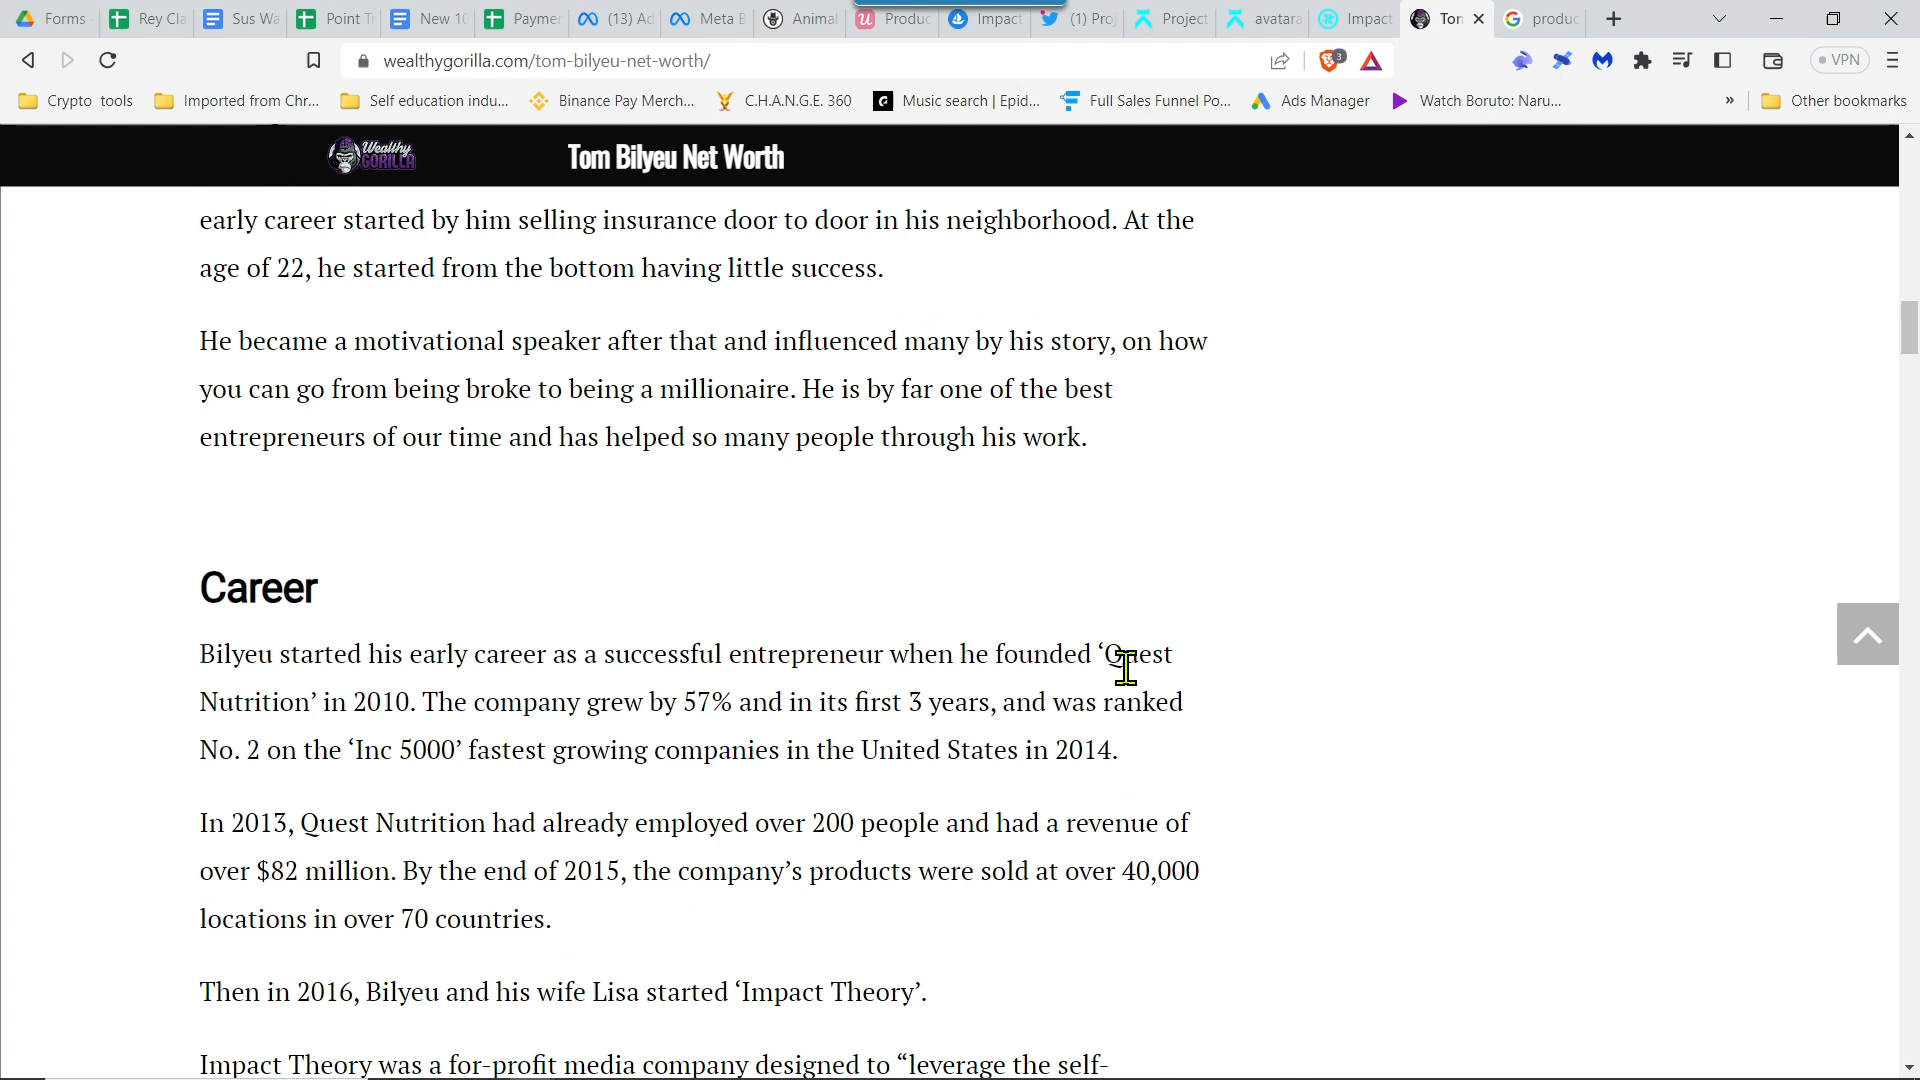 Forms
Rey Cla
Sus Wa
Point Tr
New 10
Paymer
(13) Ad
Meta B
Animal
Produc
Impact
(1) Proj
Project
avatara
Impact
Tom
produc
wealthygorilla.com/tom-bilyeu-net-worth/
3
VPN
Crypto tools
Imported from Chr...
Self education indu...
Binance Pay Merch...
C.H.A.N.G.E. 360
Music search | Epid...
Full Sales Funnel Po...
Ads Manager
Watch Boruto: Naru...
»
Other bookmarks
Wealthy
GORILLA
Tom Bilyeu Net Worth
early career started by him selling insurance door to door in his neighborhood. At the
age of 22, he started from the bottom having little success.
He became a motivational speaker after that and influenced many by his story, on how
you can go from being broke to being a millionaire. He is by far one of the best
entrepreneurs of our time and has helped so many people through his work.
Career
Bilyeu started his early career as a successful entrepreneur when he founded ‘Quest
Nutrition’ in 2010. The company grew by 57% and in its first 3 years, and was ranked
No. 2 on the ‘Inc 5000’ fastest growing companies in the United States in 2014.
In 2013, Quest Nutrition had already employed over 200 people and had a revenue of
over $82 million. By the end of 2015, the company’s products were sold at over 40,000
locations in over 70 countries.
Then in 2016, Bilyeu and his wife Lisa started ‘Impact Theory’.
Impact Theory was a for-profit media company designed to “leverage the self-